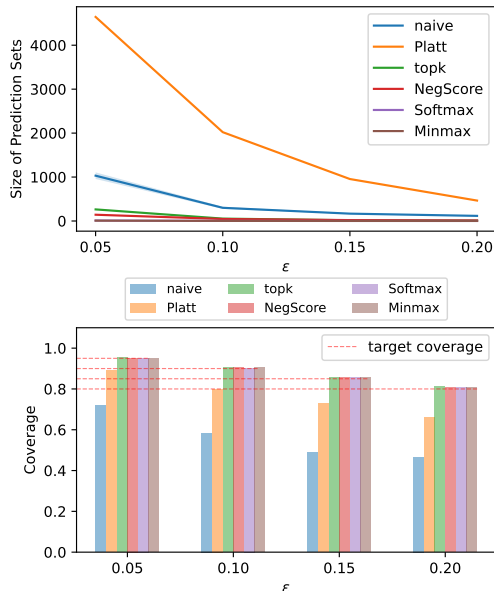 4000
3000
2000
1000
0
Size of Prediction Sets
naive
Platt
topk
NegScore
Softmax
Minmax
0.05 0.10 0.15 0.20
ε
naive topk Softmax
Platt NegScore Minmax
target coverage
1.0
0.8
0.6
0.4
0.2
0.0
Coverage
0.05 0.10 0.15 0.20
ε